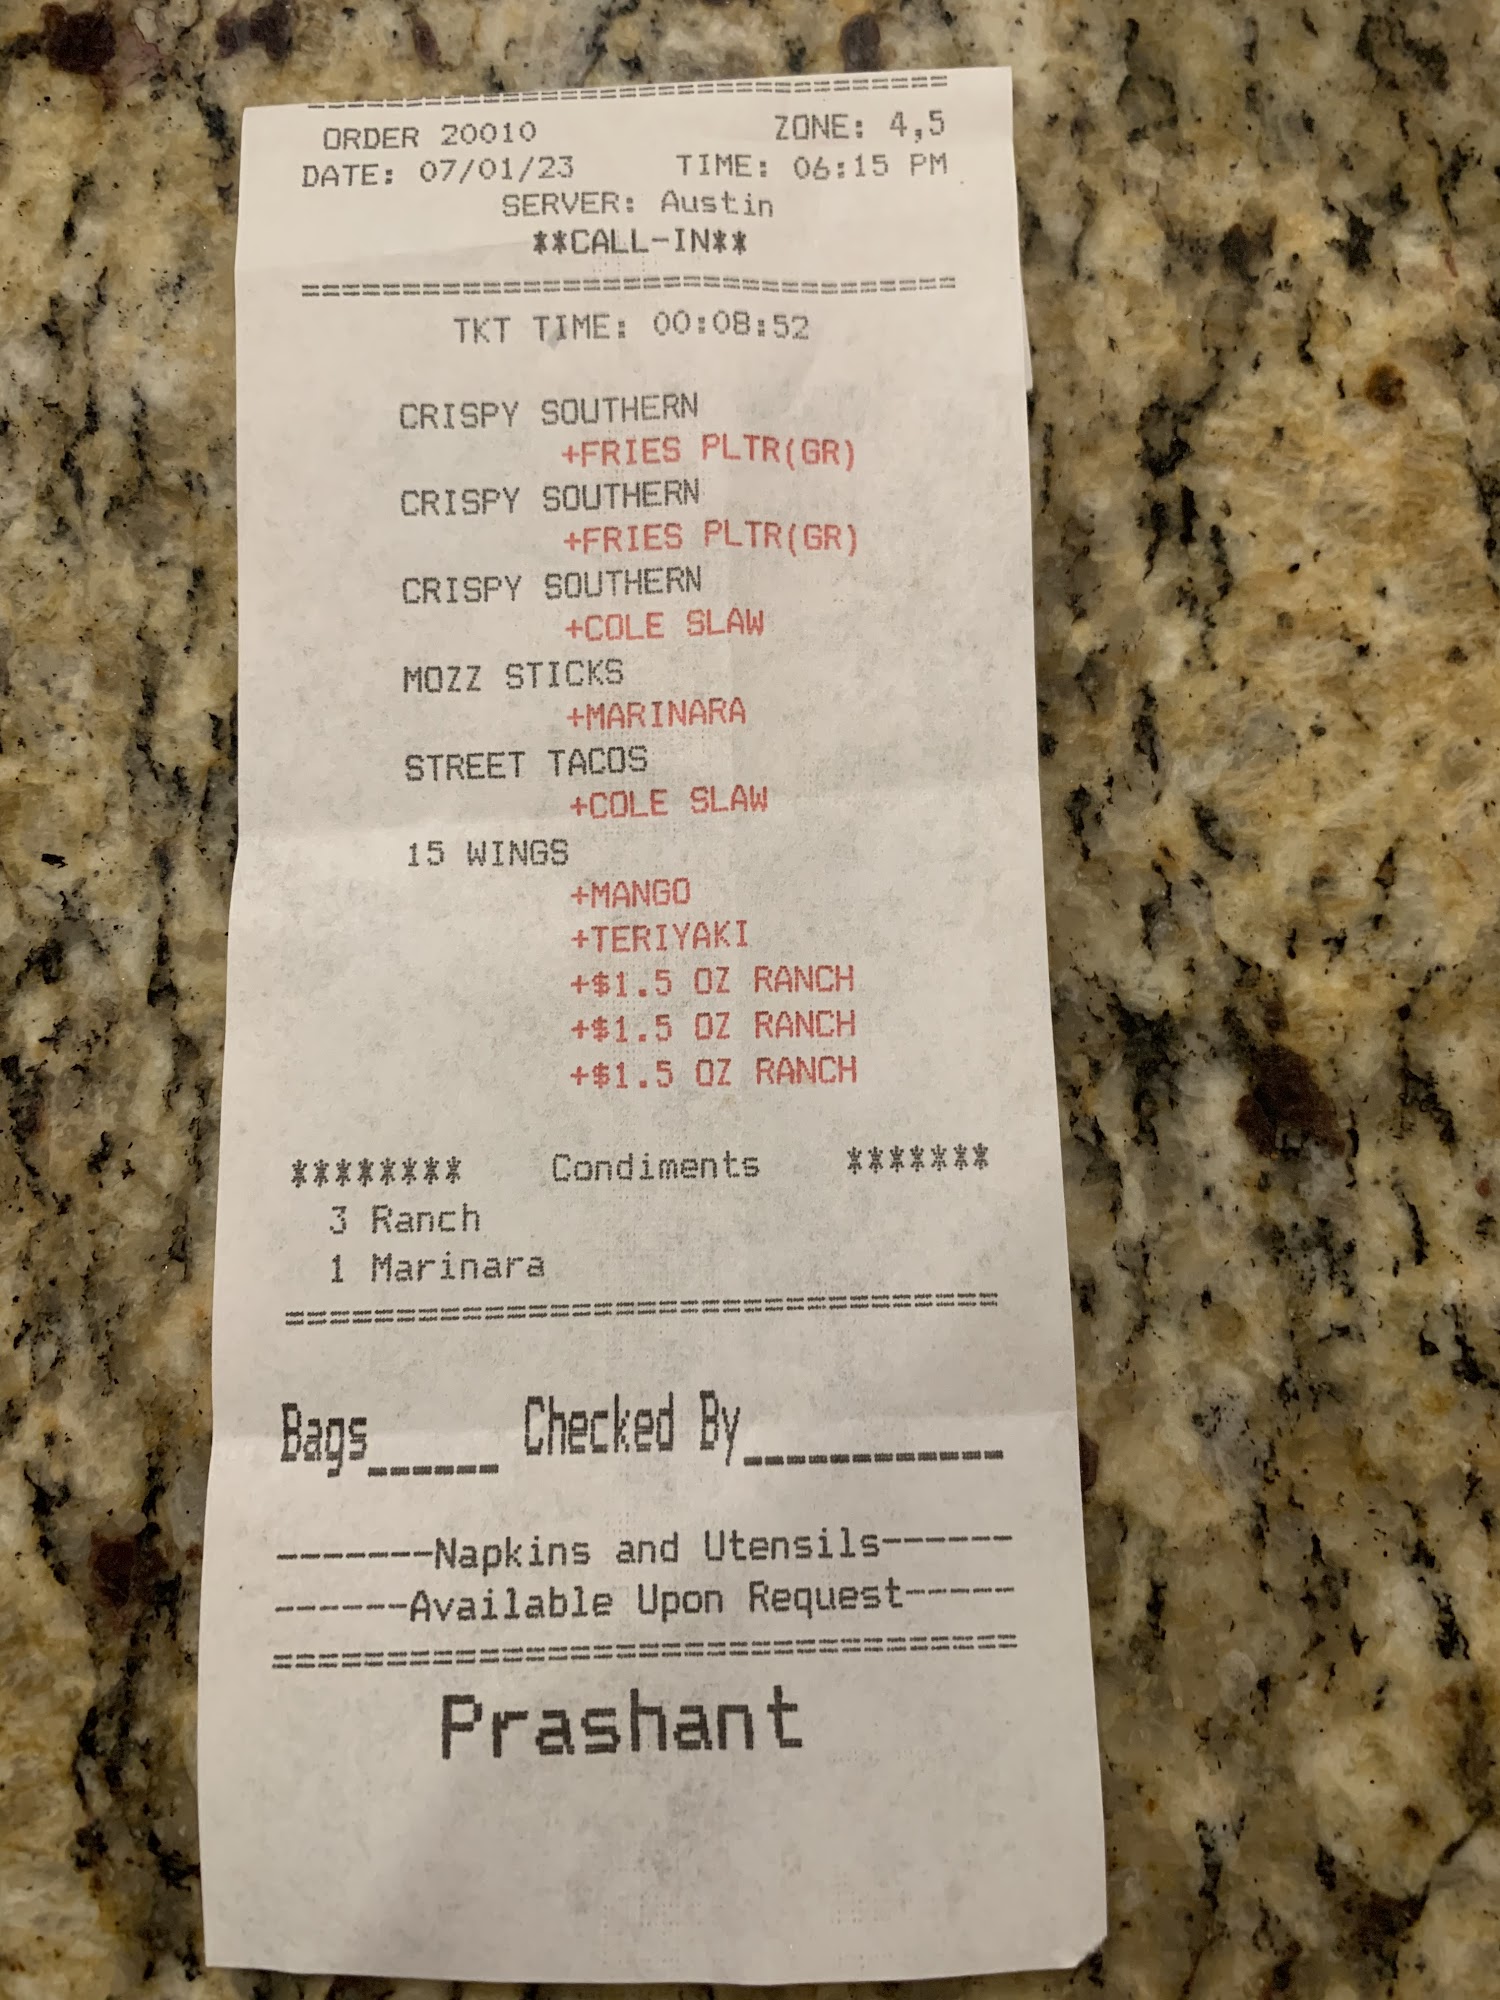 ================================
ORDER 20010 ZONE: 4,5
DATE: 07/01/23 TIME: 06:15 PM
SERVER: Austin
**CALL-IN**
=================================
TKT TIME: 00:08:52
CRISPY SOUTHERN
+FRIES PLTR(GR)
CRISPY SOUTHERN
+FRIES PLTR(GR)
CRISPY SOUTHERN
+COLE SLAW
MOZZ STICKS
+MARINARA
STREET TACOS
+COLE SLAW
15 WINGS
+MANGO
+TERIYAKI
+$1.5 OZ RANCH
+$1.5 OZ RANCH
+$1.5 OZ RANCH
******** Condiments *******
3 Ranch
1 Marinara
=================================
Bags______ Checked By____________
-------Napkins and Utensils------
------Available Upon Request-----
=================================
Prashant